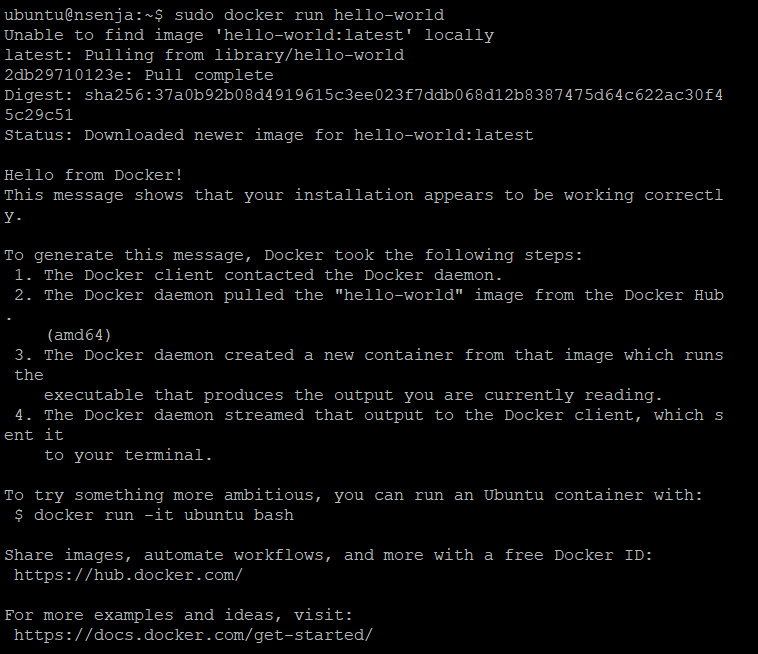 ubuntu@nsenja:~$ sudo docker run hello-world
Unable to find image 'hello-world:latest' locally
latest: Pulling from library/hello-world
2db29710123e: Pull complete
Digest: sha256:37a0b92b08d4919615c3ee023f7ddb068d12b8387475d64c622ac30f4
5c29c51
Status: Downloaded newer image for hello-world:latest

Hello from Docker!
This message shows that your installation appears to be working correctl
y.

To generate this message, Docker took the following steps:
 1. The Docker client contacted the Docker daemon.
 2. The Docker daemon pulled the "hello-world" image from the Docker Hub
.
    (amd64)
 3. The Docker daemon created a new container from that image which runs
 the
    executable that produces the output you are currently reading.
 4. The Docker daemon streamed that output to the Docker client, which s
ent it
    to your terminal.

To try something more ambitious, you can run an Ubuntu container with:
 $ docker run -it ubuntu bash

Share images, automate workflows, and more with a free Docker ID:
 https://hub.docker.com/

For more examples and ideas, visit:
 https://docs.docker.com/get-started/